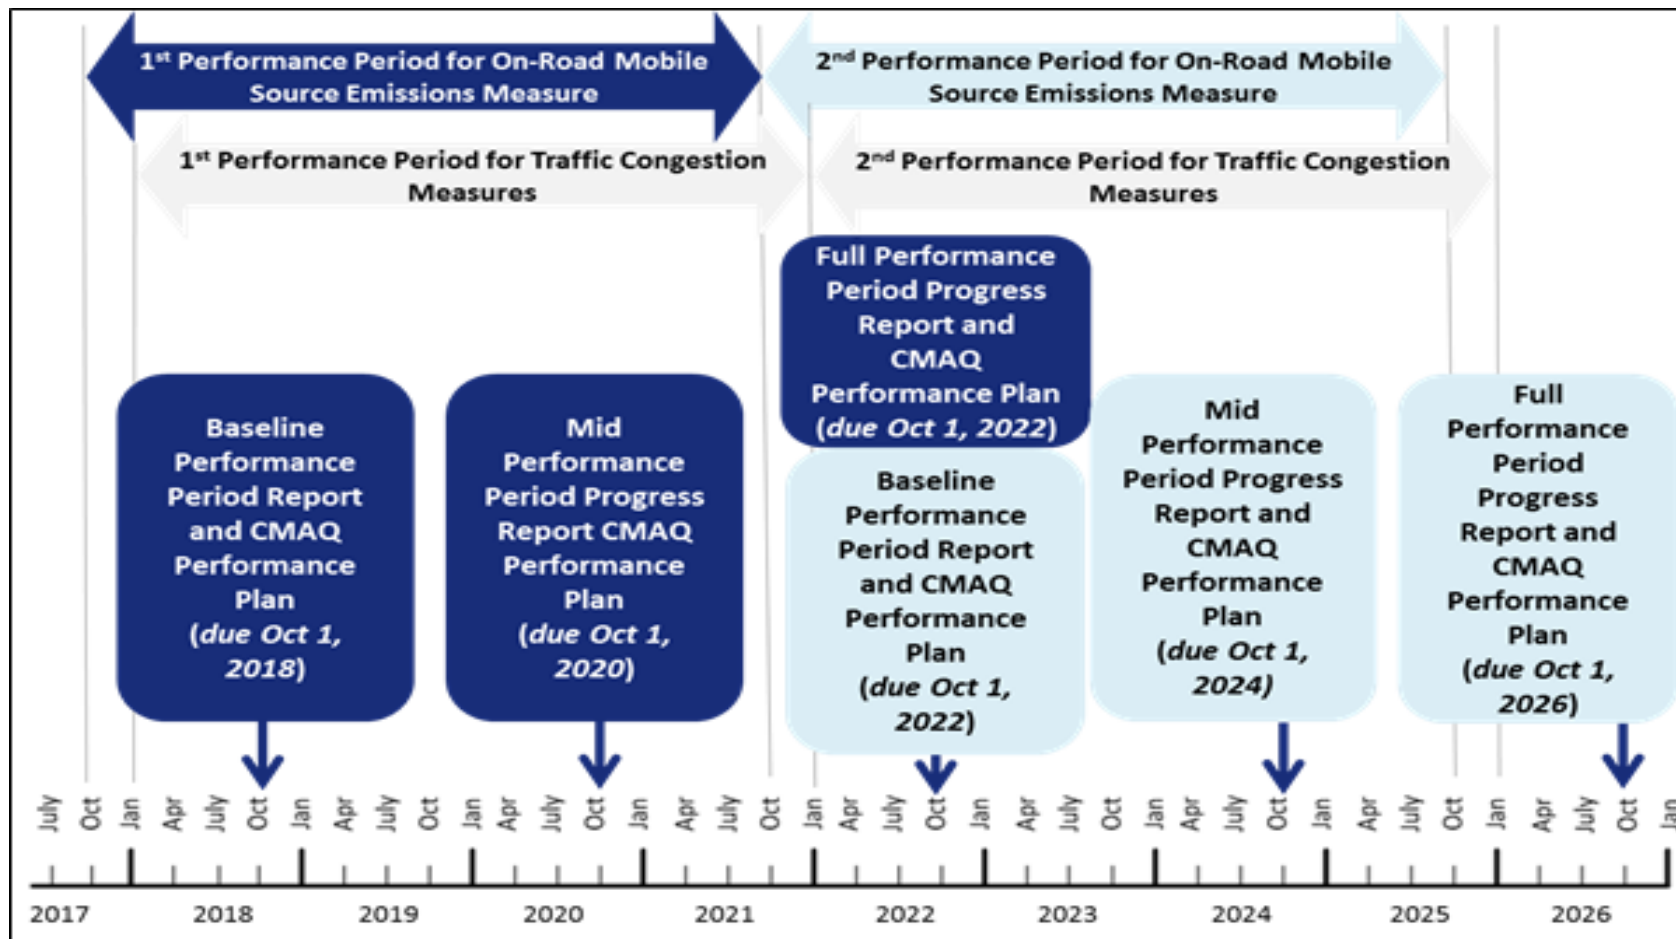 1st Performance Period for On-Road Mobile
Source Emissions Measure
2nd Performance Period for On-Road Mobile
Source Emissions Measure
1st Performance Period for Traffic Congestion
Measures
2nd Performance Period for Traffic Congestion
Measures
Baseline
Performance
Period Report
and CMAQ
Performance
Plan
(due Oct 1,
2018)
Mid
Performance
Period Progress
Report CMAQ
Performance
Plan
(due Oct 1,
2020)
Full Performance
Period Progress
Report and
CMAQ
Performance Plan
(due Oct 1, 2022)
Baseline
Performance
Period Report
and CMAQ
Performance
Plan
(due Oct 1,
2022)
Mid
Performance
Period Progress
Report and
CMAQ
Performance
Plan
(due Oct 1,
2024)
Full
Performance
Period
Progress
Report and
CMAQ
Performance
Plan
(due Oct 1,
2026)
July Oct Jan Apr July Oct Jan Apr July Oct Jan Apr July Oct Jan Apr July Oct Jan Apr July Oct Jan Apr July Oct Jan Apr July Oct Jan Apr July Oct Jan Apr July Oct Jan
2017 2018 2019 2020 2021 2022 2023 2024 2025 2026